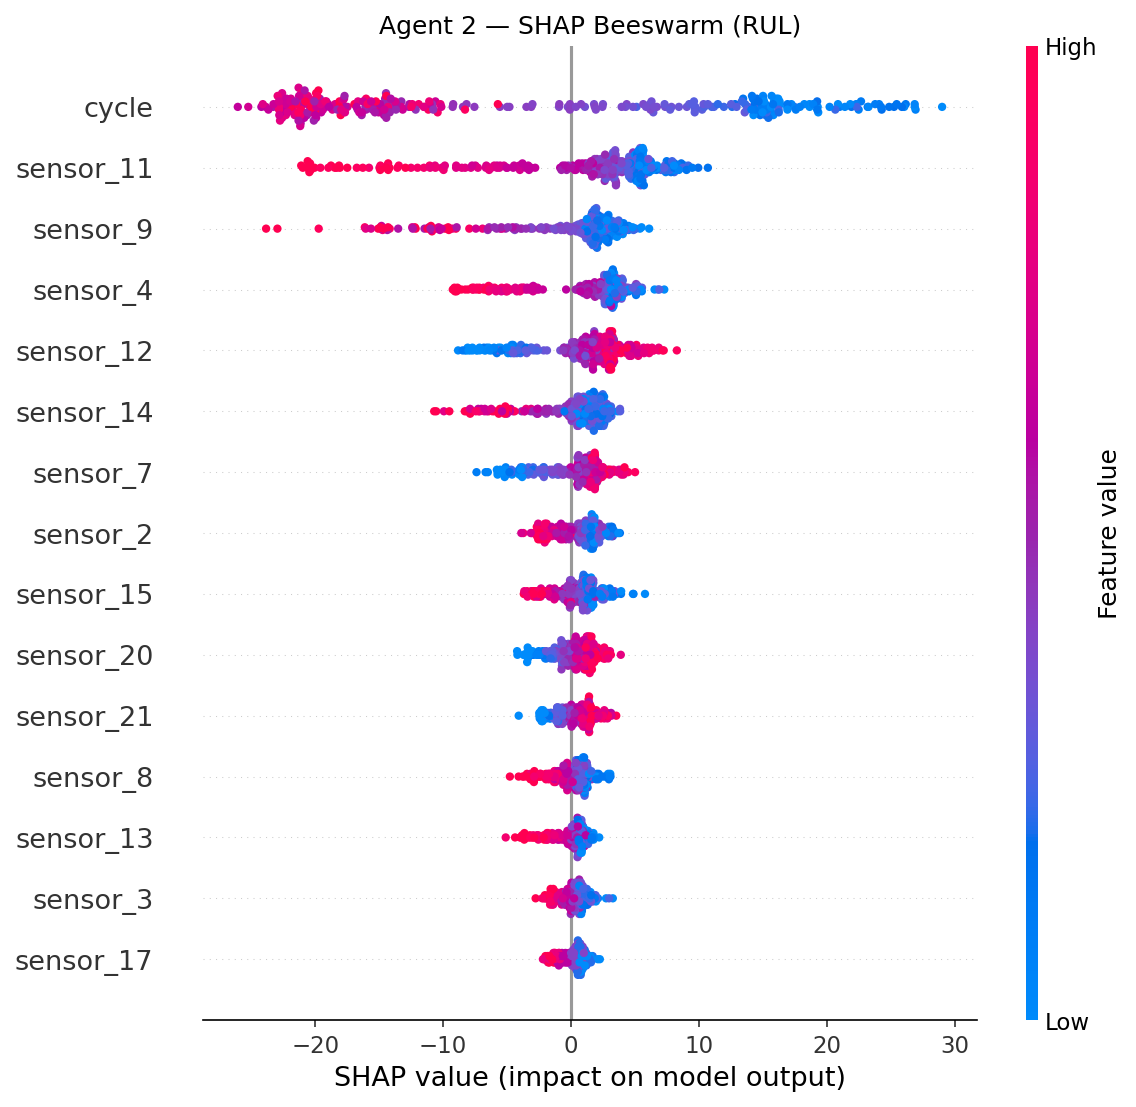 Agent 2 — SHAP Beeswarm (RUL)
High
cycle
sensor_11
sensor_9
sensor_4
sensor_12
sensor_14
sensor_7
sensor_2
sensor_15
sensor_20
sensor_21
sensor_8
sensor_13
sensor_3
sensor_17
Feature value
Low
−20 −10 0 10 20 30
SHAP value (impact on model output)